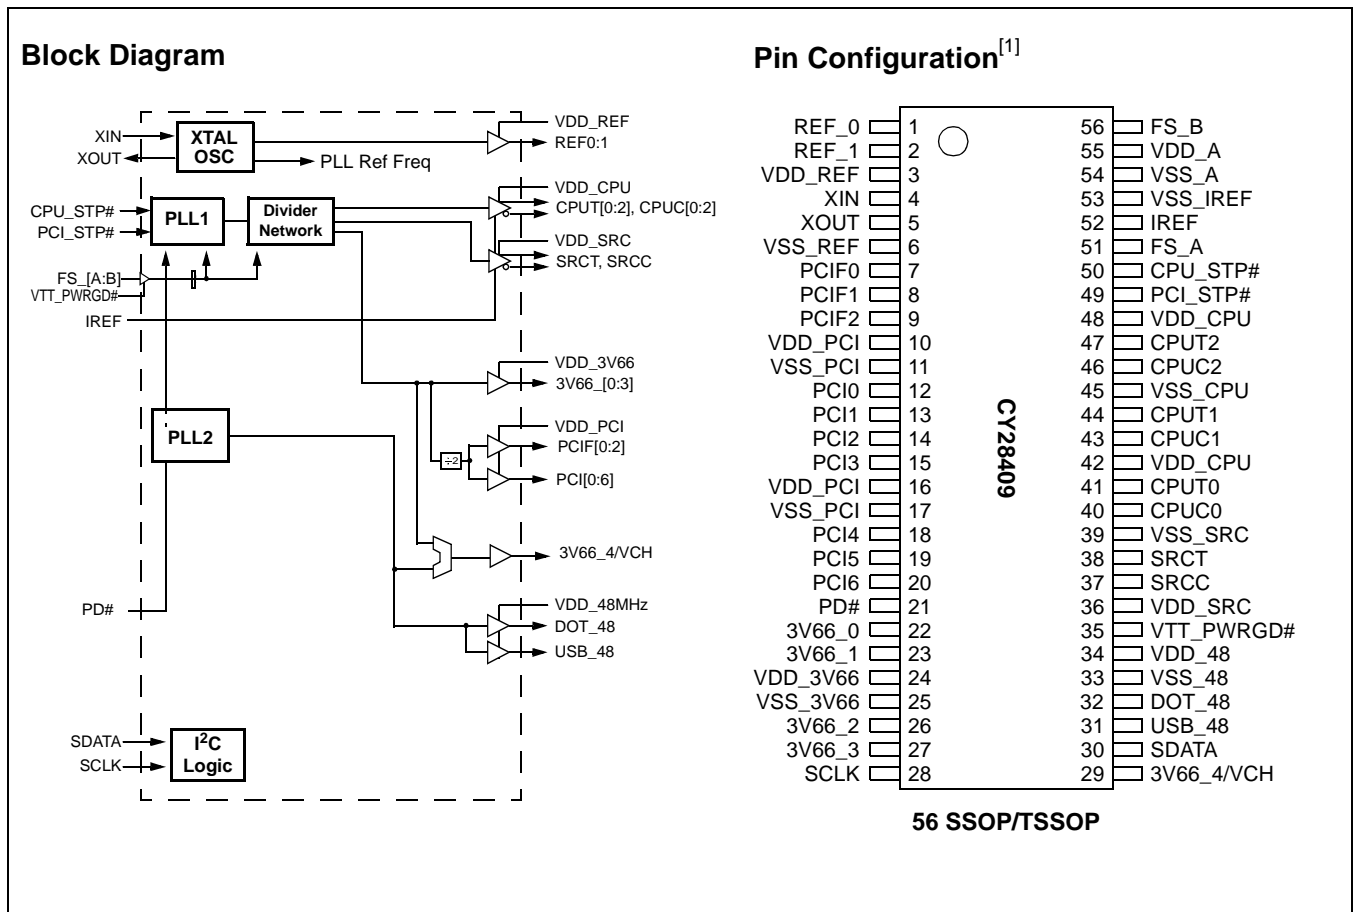 Block Diagram
XIN
XOUT
XTAL
OSC
VDD_REF
REF0:1
PLL Ref Freq
CPU_STP#
PCI_STP#
PLL1
Divider
Network
VDD_CPU
CPUT[0:2], CPUC[0:2]
VDD_SRC
SRCT, SRCC
FS_[A:B]
VTT_PWRGD#
IREF
VDD_3V66
3V66_[0:3]
PLL2
VDD_PCI
PCIF[0:2]
÷2
PCI[0:6]
3V66_4/VCH
PD#
VDD_48MHz
DOT_48
USB_48
SDATA
SCLK
I2C
Logic
Pin Configuration[1]
REF_0 1 56 FS_B
REF_1 2 55 VDD_A
VDD_REF 3 54 VSS_A
XIN 4 53 VSS_IREF
XOUT 5 52 IREF
VSS_REF 6 51 FS_A
PCIF0 7 50 CPU_STP#
PCIF1 8 49 PCI_STP#
PCIF2 9 48 VDD_CPU
VDD_PCI 10 47 CPUT2
VSS_PCI 11 46 CPUC2
PCI0 12 45 VSS_CPU
PCI1 13 44 CPUT1
PCI2 14 43 CPUC1
PCI3 15 42 VDD_CPU
VDD_PCI 16 41 CPUT0
VSS_PCI 17 40 CPUC0
PCI4 18 39 VSS_SRC
PCI5 19 38 SRCT
PCI6 20 37 SRCC
PD# 21 36 VDD_SRC
3V66_0 22 35 VTT_PWRGD#
3V66_1 23 34 VDD_48
VDD_3V66 24 33 VSS_48
VSS_3V66 25 32 DOT_48
3V66_2 26 31 USB_48
3V66_3 27 30 SDATA
SCLK 28 29 3V66_4/VCH
CY28409
56 SSOP/TSSOP